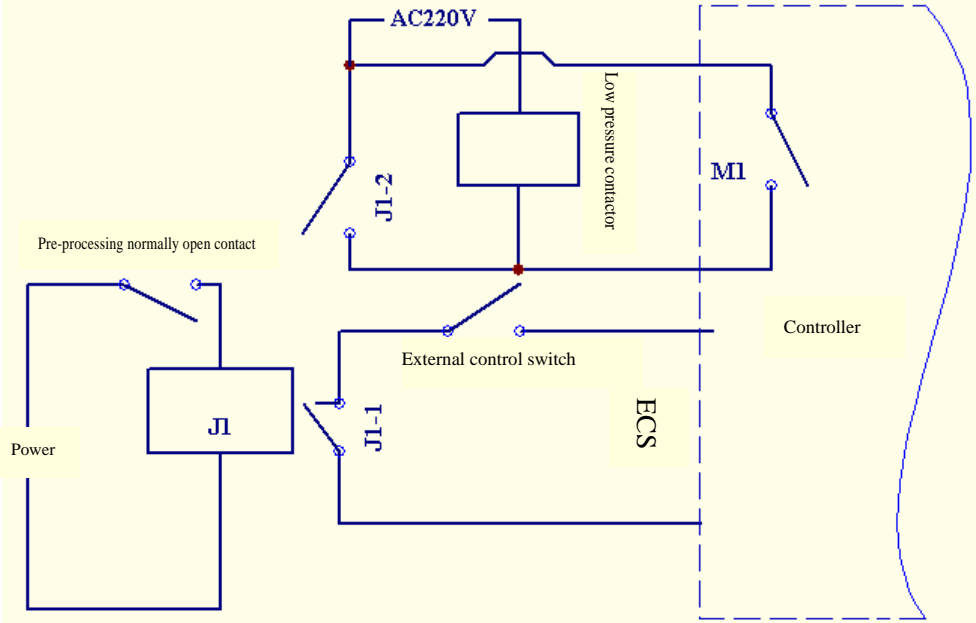 AC220V
Low pressure contactor
M1
J1-2
Pre-processing normally open contact
Controller
External control switch
J1
J1-1
ECS
Power